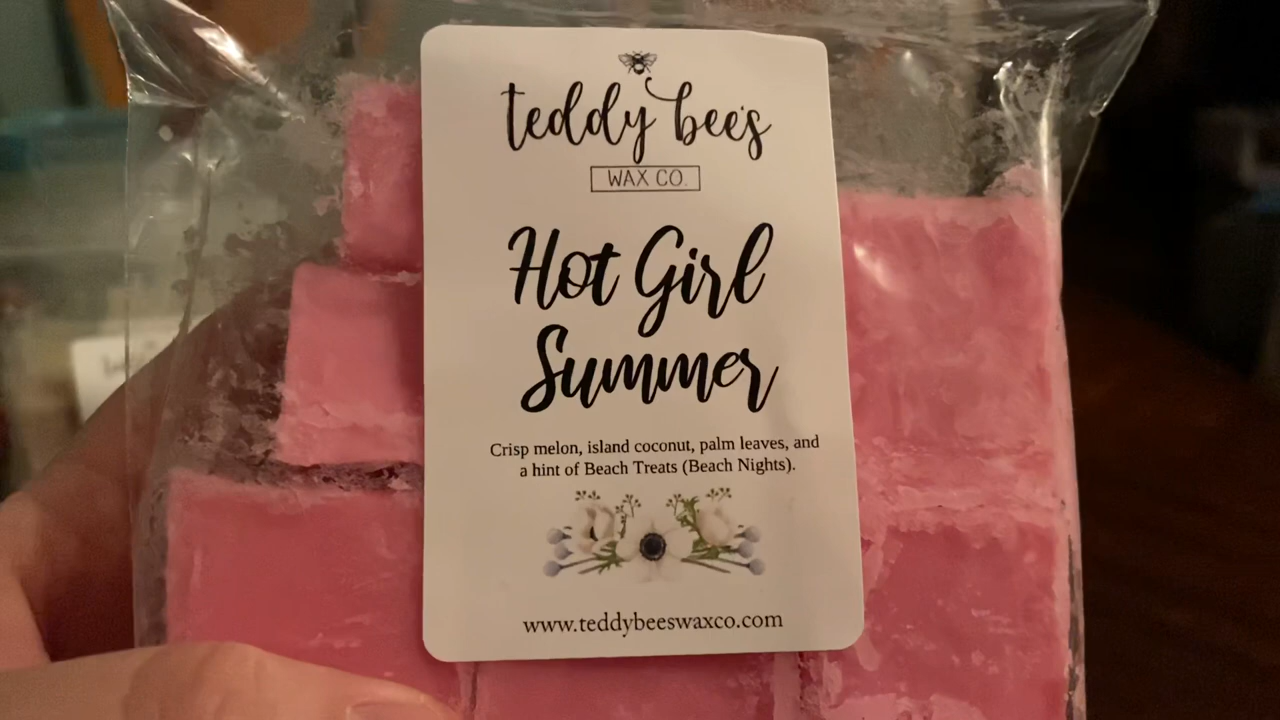 teddy bee's
WAX CO.
Hot Girl
Summer
Crisp melon, island coconut, palm leaves, and
a hint of Beach Treats (Beach Nights).
www.teddybeeswaxco.com